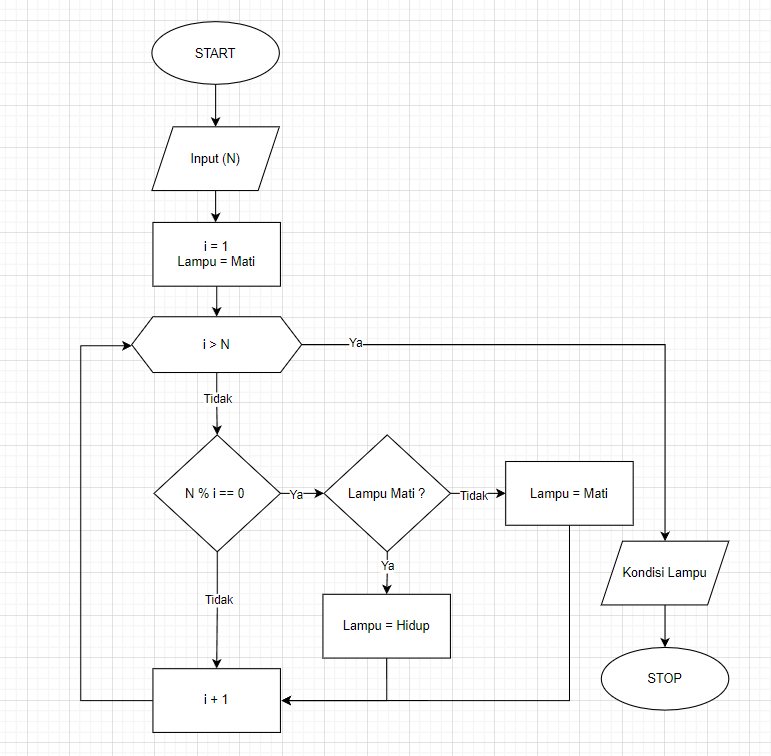 START
Input (N)
i = 1
Lampu = Mati
i > N
Ya
Tidak
N % i == 0
Ya
Lampu Mati ?
Tidak
Lampu = Mati
Ya
Kondisi Lampu
Tidak
Lampu = Hidup
STOP
i + 1